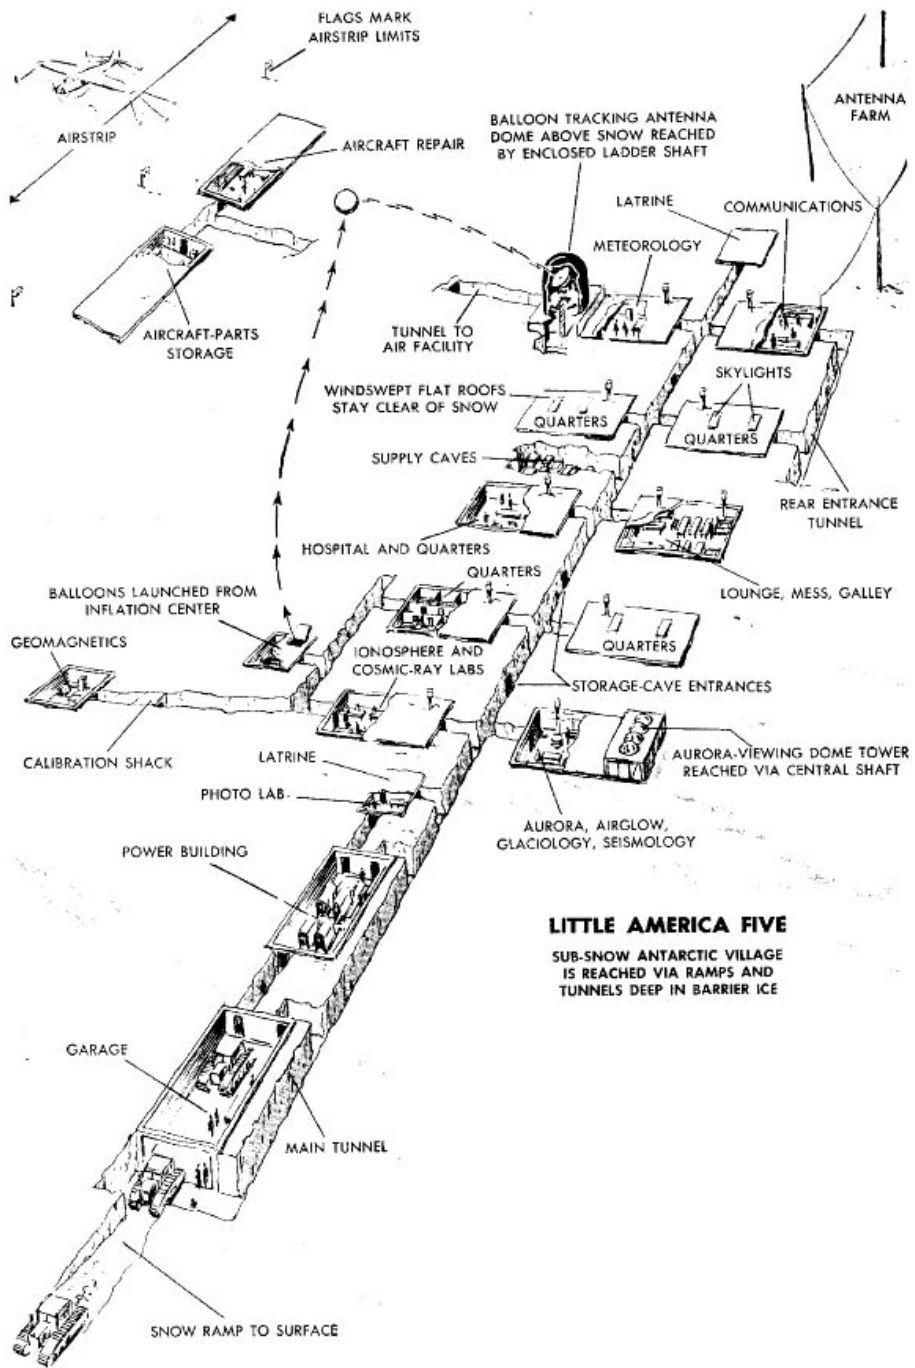 FLAGS MARK
AIRSTRIP LIMITS
AIRSTRIP
AIRCRAFT REPAIR
BALLOON TRACKING ANTENNA
DOME ABOVE SNOW REACHED
BY ENCLOSED LADDER SHAFT
ANTENNA
FARM
LATRINE
COMMUNICATIONS
METEOROLOGY
AIRCRAFT-PARTS
STORAGE
TUNNEL TO
AIR FACILITY
WINDSWEPT FLAT ROOFS
STAY CLEAR OF SNOW
SKYLIGHTS
QUARTERS
QUARTERS
SUPPLY CAVES
REAR ENTRANCE
TUNNEL
HOSPITAL AND QUARTERS
LOUNGE, MESS, GALLEY
QUARTERS
BALLOONS LAUNCHED FROM
INFLATION CENTER
GEOMAGNETICS
IONOSPHERE AND
COSMIC-RAY LABS
QUARTERS
STORAGE-CAVE ENTRANCES
CALIBRATION SHACK
LATRINE
AURORA-VIEWING DOME TOWER
REACHED VIA CENTRAL SHAFT
PHOTO LAB
AURORA, AIRGLOW,
GLACIOLOGY, SEISMOLOGY
POWER BUILDING
LITTLE AMERICA FIVE
SUB-SNOW ANTARCTIC VILLAGE
IS REACHED VIA RAMPS AND
TUNNELS DEEP IN BARRIER ICE
GARAGE
MAIN TUNNEL
SNOW RAMP TO SURFACE